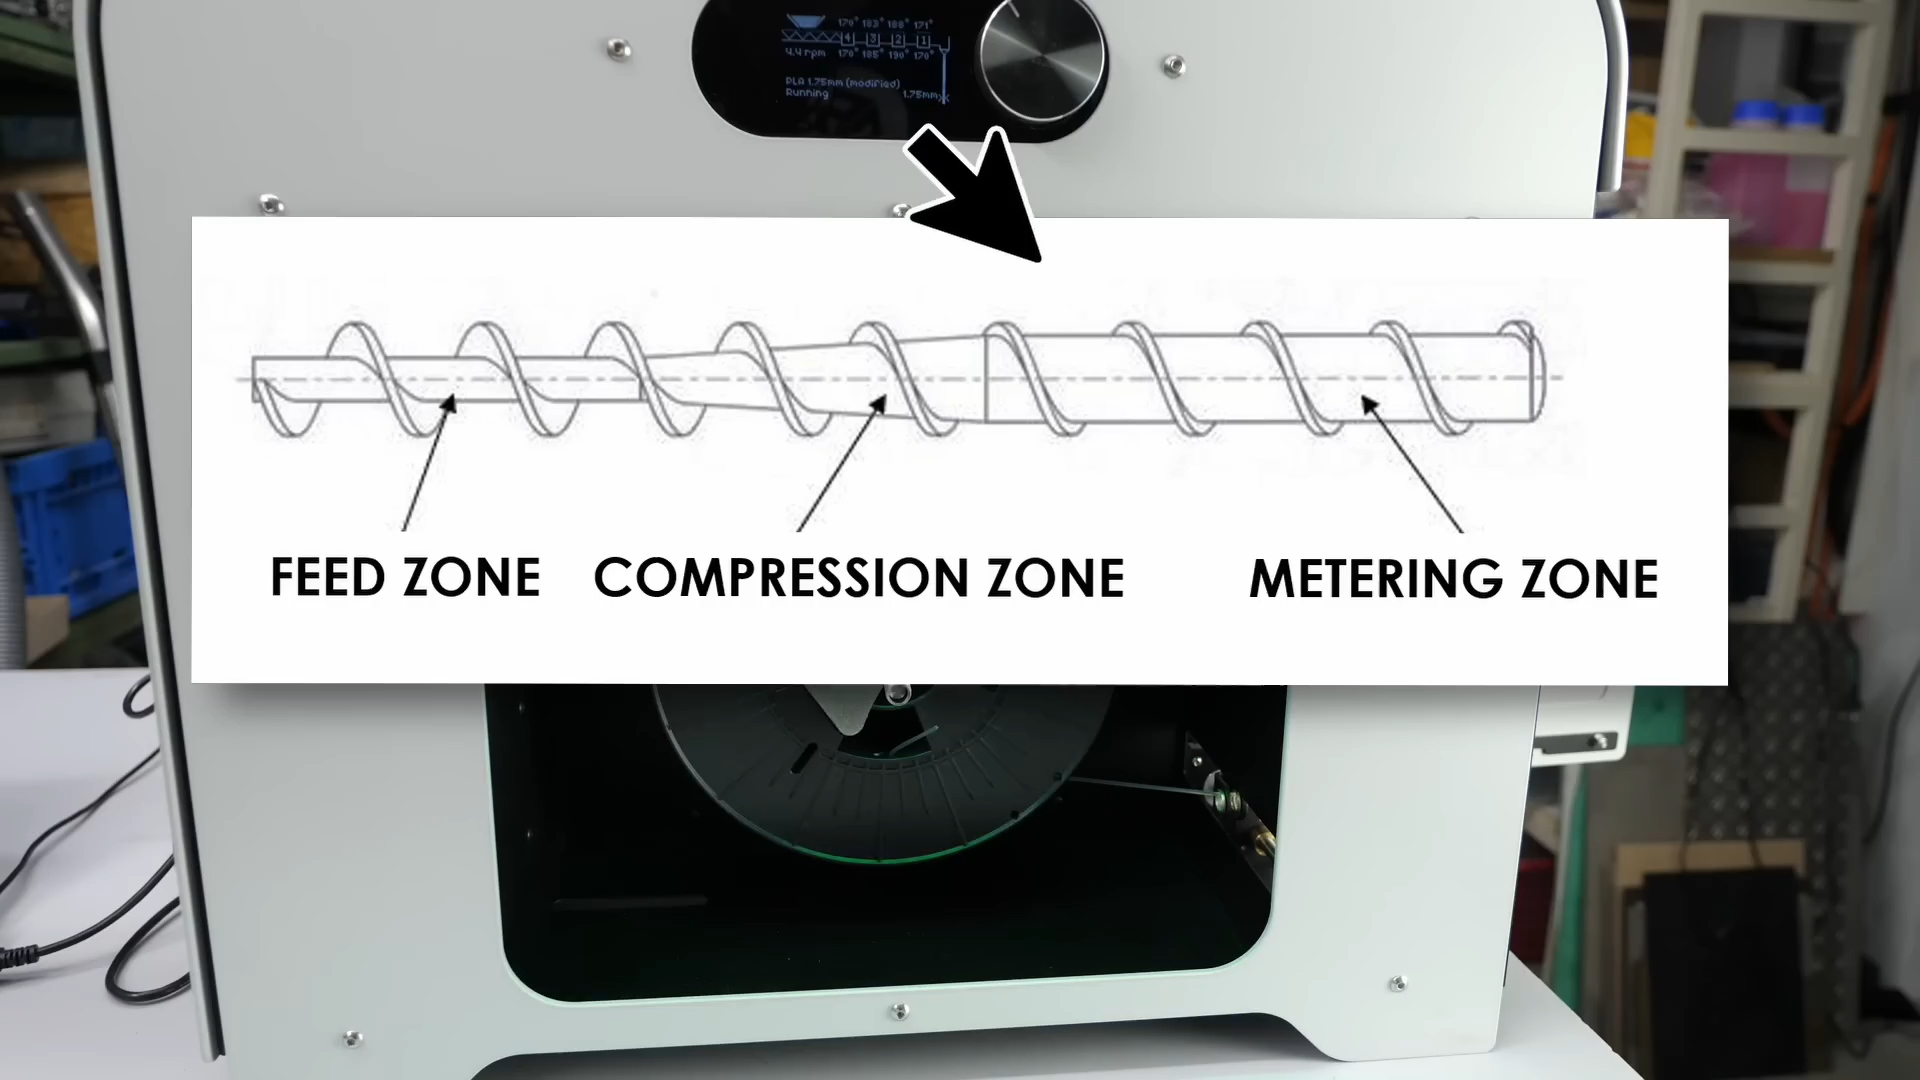 170° 183° 188° 171°
4 3 2 1
4.4 rpm 170° 185° 190° 170°
PLA 1.75mm (modified)
Running 1.75mm
FEED ZONE COMPRESSION ZONE METERING ZONE